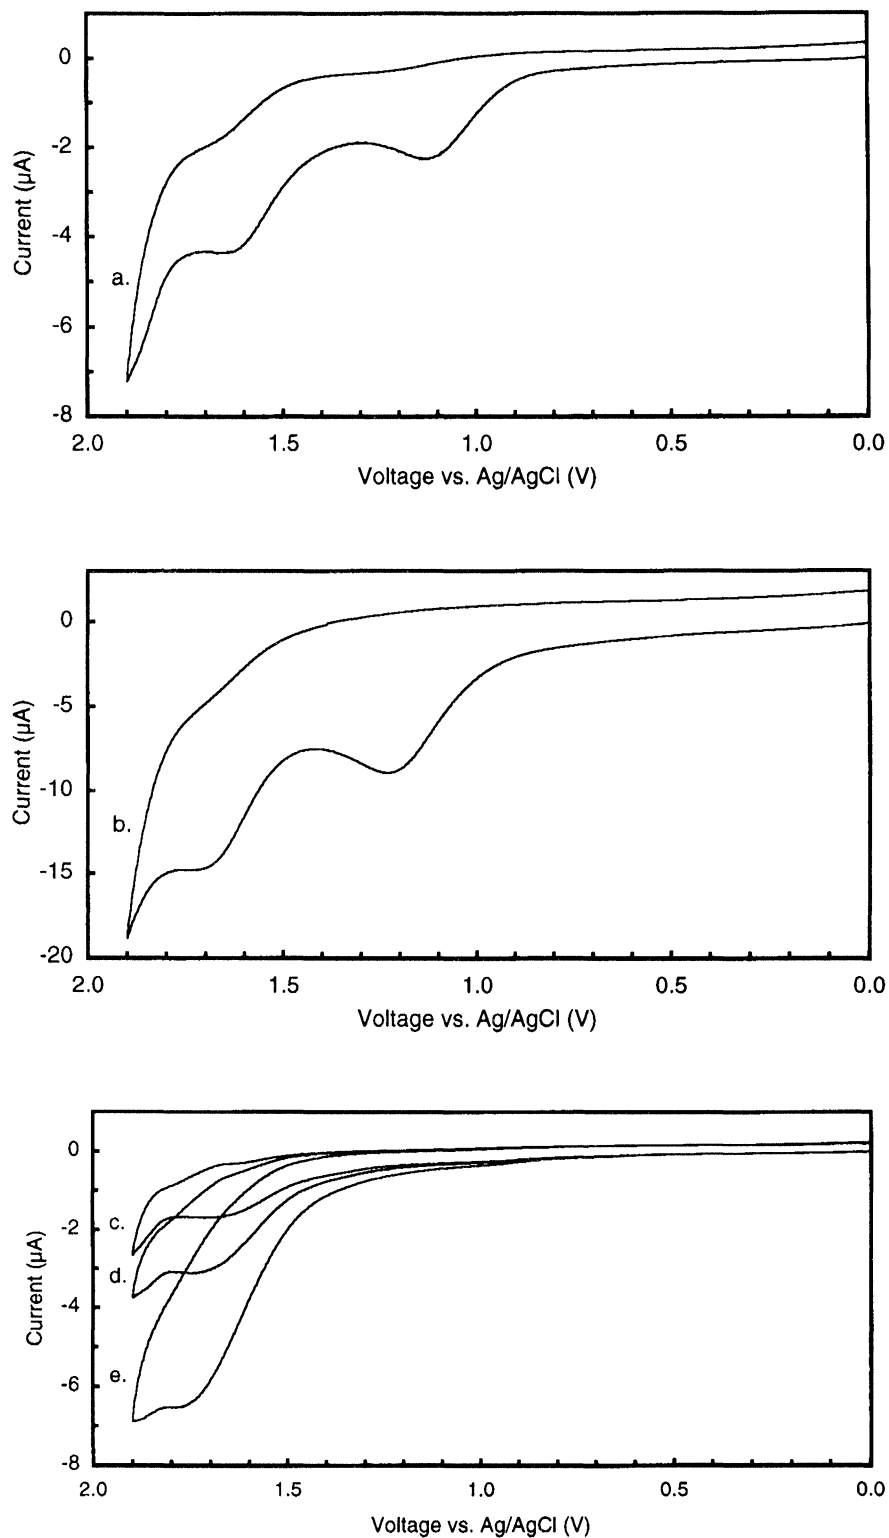 0
-2
-4
-6
-8
Current (µA)
a.
2.0 1.5 1.0 0.5 0.0
Voltage vs. Ag/AgCl (V)
0
-5
-10
-15
-20
Current (µA)
b.
2.0 1.5 1.0 0.5 0.0
Voltage vs. Ag/AgCl (V)
0
-2
-4
-6
-8
Current (µA)
c.
d.
e.
2.0 1.5 1.0 0.5 0.0
Voltage vs. Ag/AgCl (V)